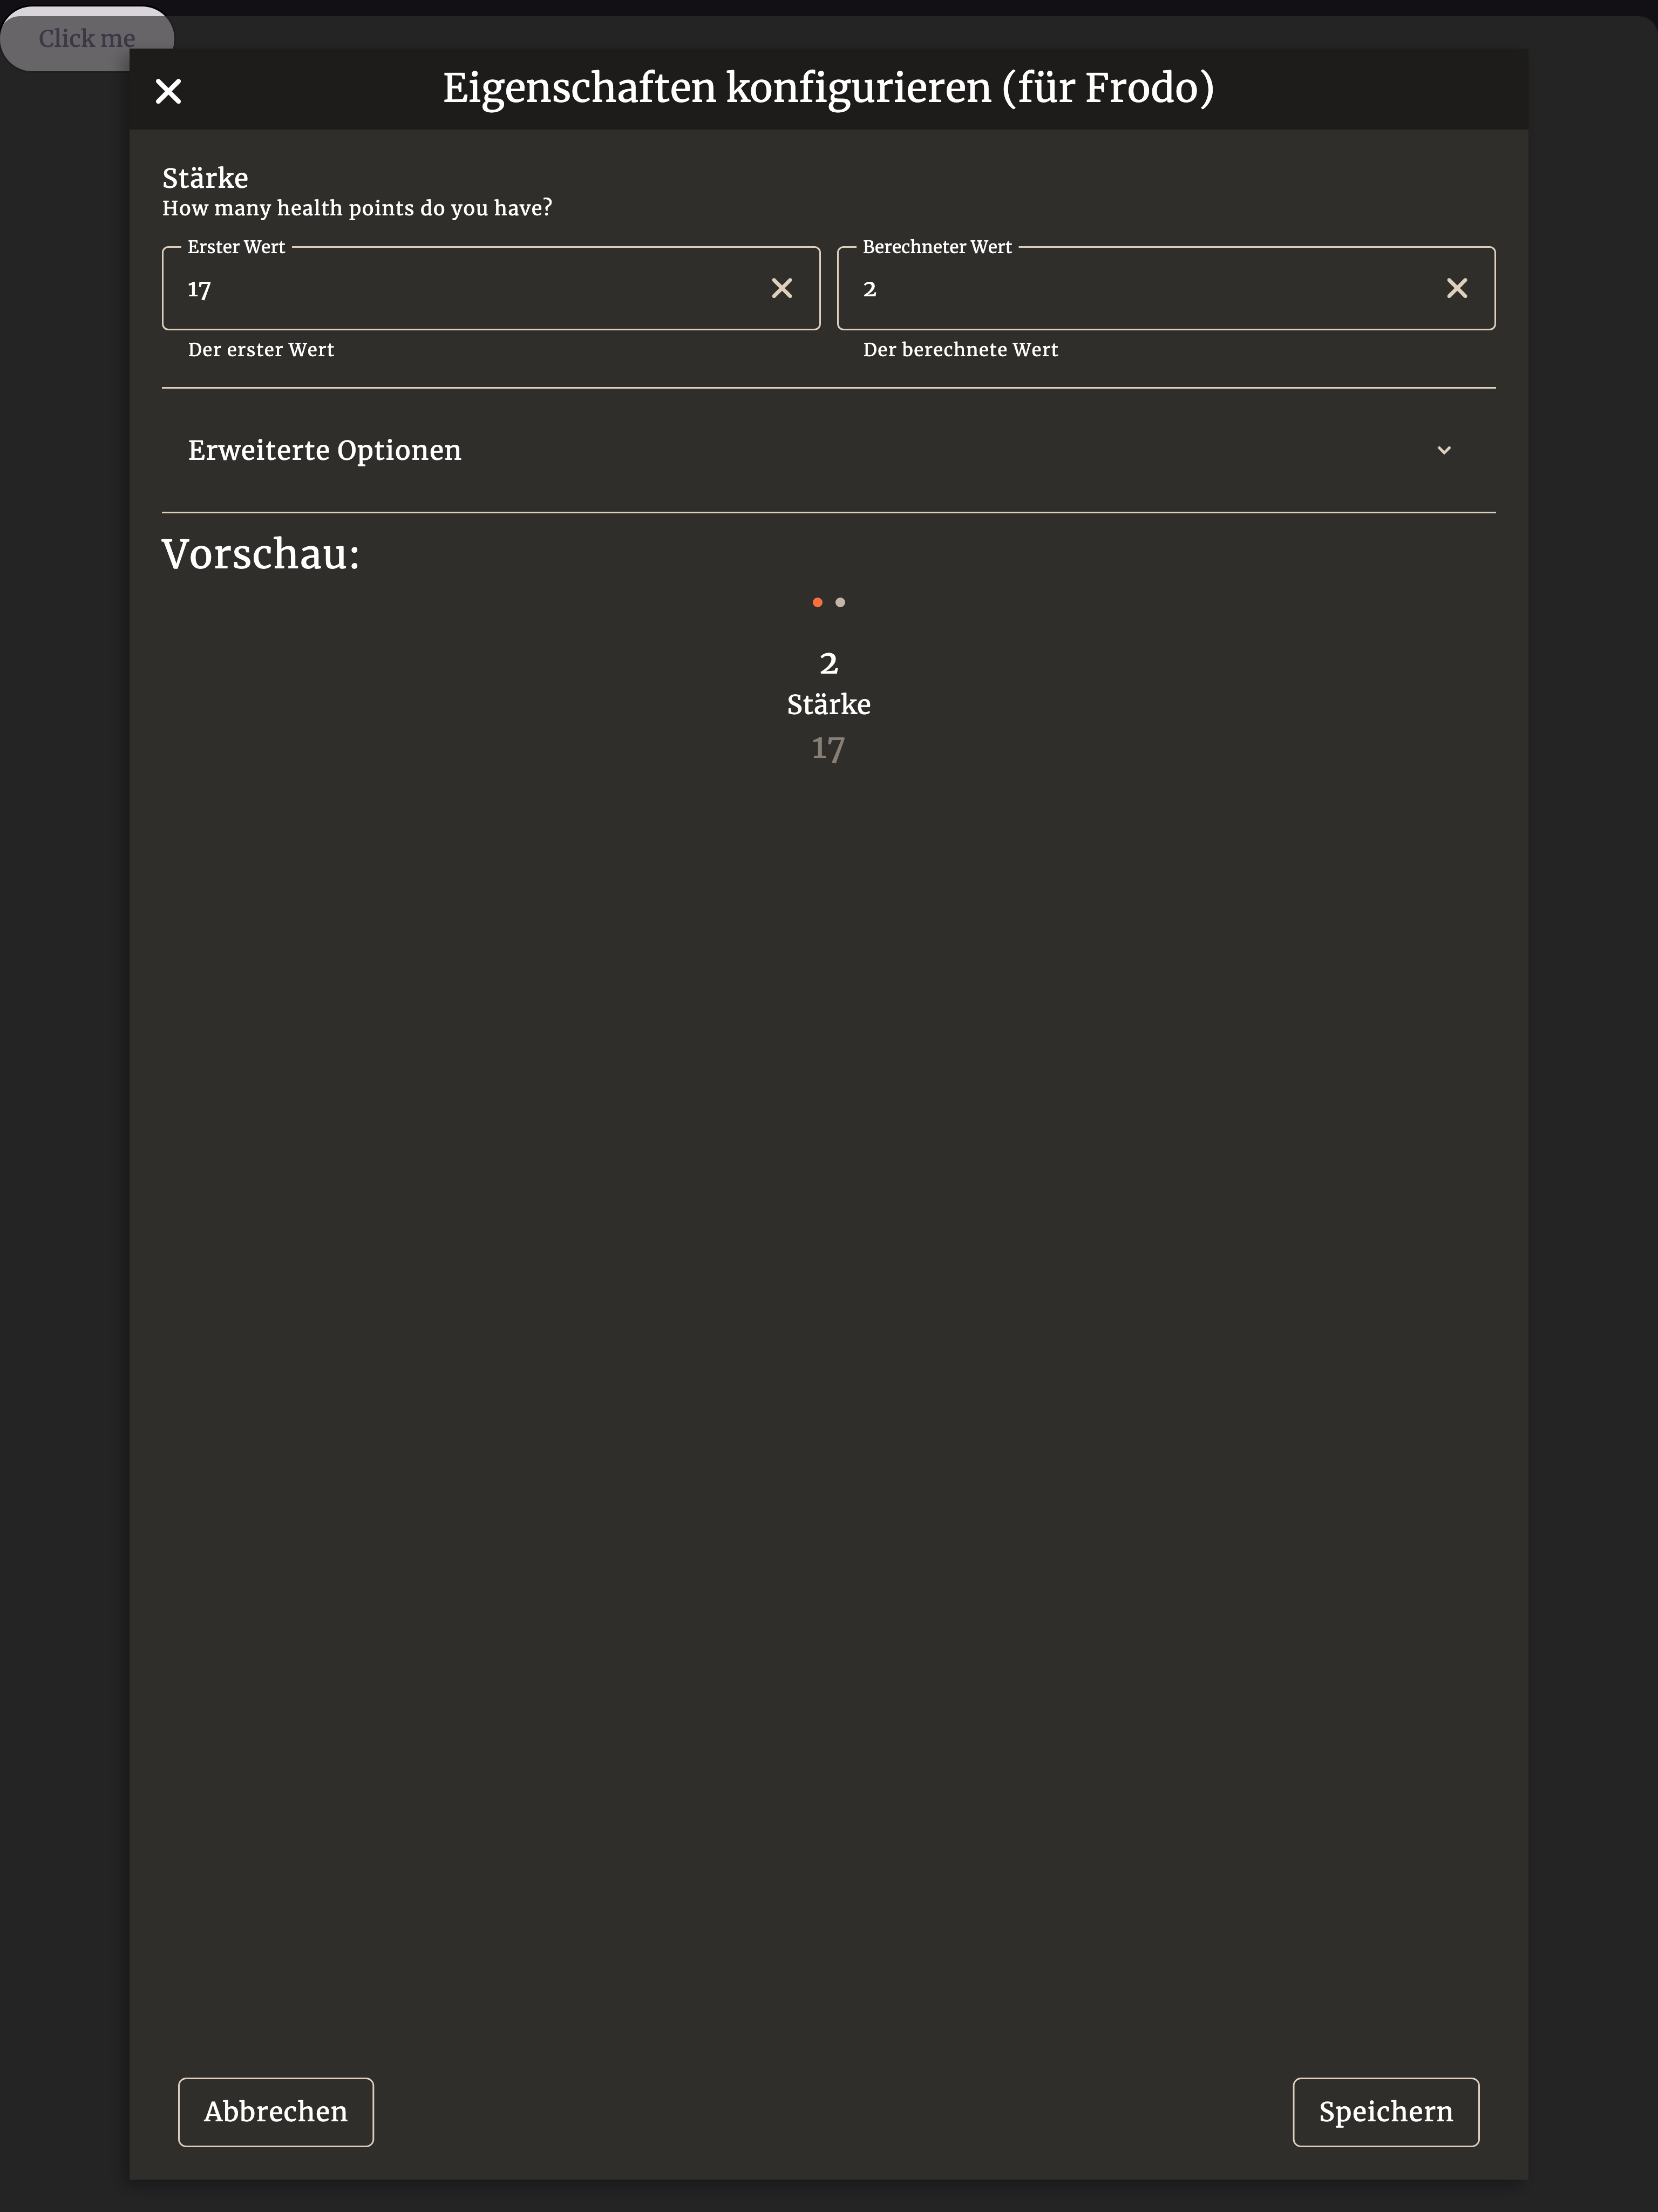 Click me
Eigenschaften konfigurieren (für Frodo)
Stärke
How many health points do you have?
Erster Wert
17
Der erster Wert
Berechneter Wert
2
Der berechnete Wert
Erweiterte Optionen
Vorschau:
2
Stärke
17
Abbrechen
Speichern